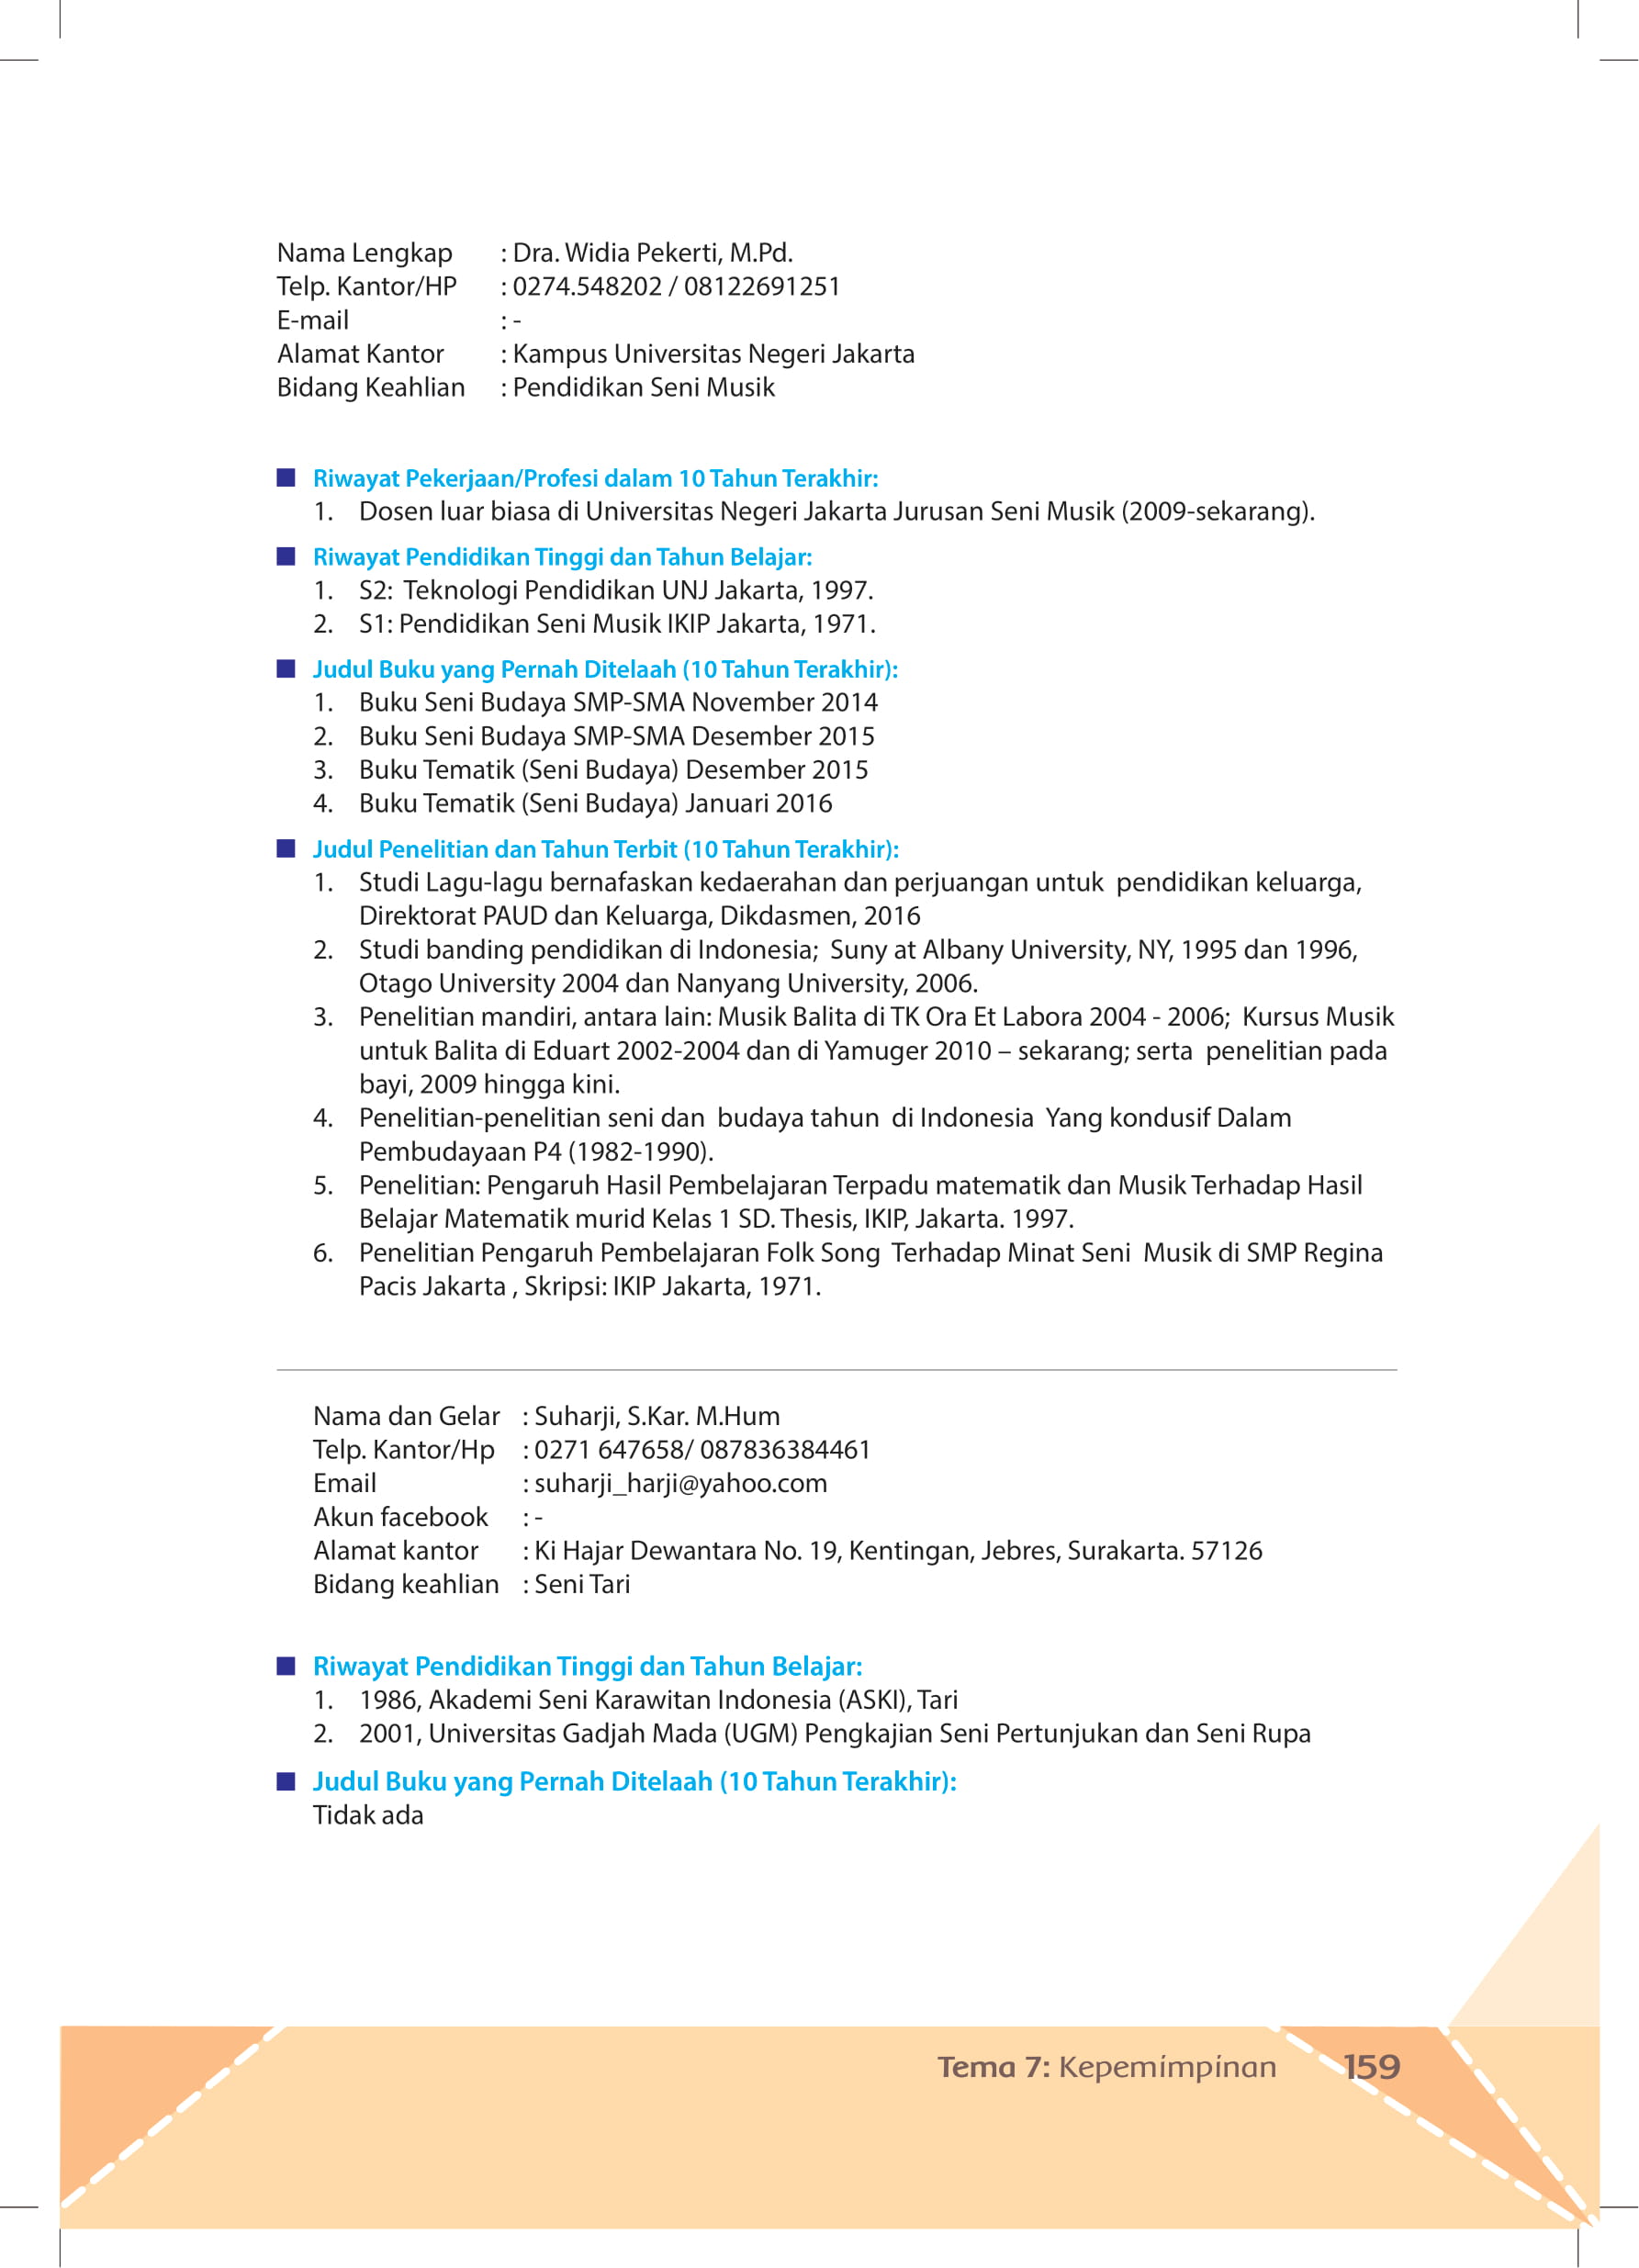 Nama Lengkap : Dra. Widia Pekerti, M.Pd.
Telp. Kantor/HP : 0274.548202 / 08122691251
E-mail : -
Alamat Kantor : Kampus Universitas Negeri Jakarta
Bidang Keahlian : Pendidikan Seni Musik
Riwayat Pekerjaan/Profesi dalam 10 Tahun Terakhir:
1. Dosen luar biasa di Universitas Negeri Jakarta Jurusan Seni Musik (2009-sekarang).
Riwayat Pendidikan Tinggi dan Tahun Belajar:
1. S2: Teknologi Pendidikan UNJ Jakarta, 1997.
2. S1: Pendidikan Seni Musik IKIP Jakarta, 1971.
Judul Buku yang Pernah Ditelaah (10 Tahun Terakhir):
1. Buku Seni Budaya SMP-SMA November 2014
2. Buku Seni Budaya SMP-SMA Desember 2015
3. Buku Tematik (Seni Budaya) Desember 2015
4. Buku Tematik (Seni Budaya) Januari 2016
Judul Penelitian dan Tahun Terbit (10 Tahun Terakhir):
1. Studi Lagu-lagu bernafaskan kedaerahan dan perjuangan untuk pendidikan keluarga,
Direktorat PAUD dan Keluarga, Dikdasmen, 2016
2. Studi banding pendidikan di Indonesia; Suny at Albany University, NY, 1995 dan 1996,
Otago University 2004 dan Nanyang University, 2006.
3. Penelitian mandiri, antara lain: Musik Balita di TK Ora Et Labora 2004 - 2006; Kursus Musik
untuk Balita di Eduart 2002-2004 dan di Yamuger 2010 – sekarang; serta penelitian pada
bayi, 2009 hingga kini.
4. Penelitian-penelitian seni dan budaya tahun di Indonesia Yang kondusif Dalam
Pembudayaan P4 (1982-1990).
5. Penelitian: Pengaruh Hasil Pembelajaran Terpadu matematik dan Musik Terhadap Hasil
Belajar Matematik murid Kelas 1 SD. Thesis, IKIP, Jakarta. 1997.
6. Penelitian Pengaruh Pembelajaran Folk Song Terhadap Minat Seni Musik di SMP Regina
Pacis Jakarta , Skripsi: IKIP Jakarta, 1971.
Nama dan Gelar : Suharji, S.Kar. M.Hum
Telp. Kantor/Hp : 0271 647658/ 087836384461
Email : suharji_harji@yahoo.com
Akun facebook : -
Alamat kantor : Ki Hajar Dewantara No. 19, Kentingan, Jebres, Surakarta. 57126
Bidang keahlian : Seni Tari
Riwayat Pendidikan Tinggi dan Tahun Belajar:
1. 1986, Akademi Seni Karawitan Indonesia (ASKI), Tari
2. 2001, Universitas Gadjah Mada (UGM) Pengkajian Seni Pertunjukan dan Seni Rupa
Judul Buku yang Pernah Ditelaah (10 Tahun Terakhir):
Tidak ada
Tema 7: Kepemimpinan 159